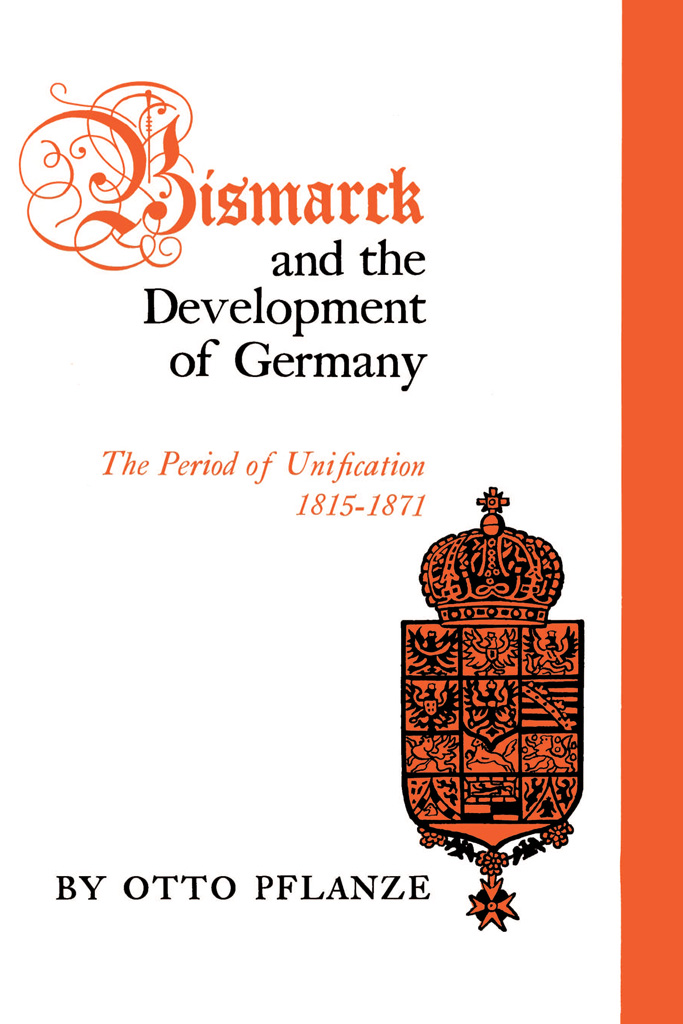 Bismarck
and the
Development
of Germany
The Period of Unification
1815-1871
BY OTTO PFLANZE